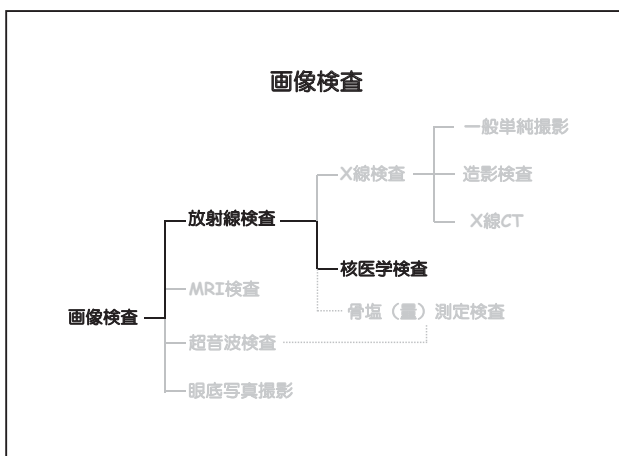 画像検査
一般単純撮影
X線検査
造影検査
放射線検査
X線CT
核医学検査
MRI検査
骨塩（量）測定検査
画像検査
超音波検査
眼底写真撮影